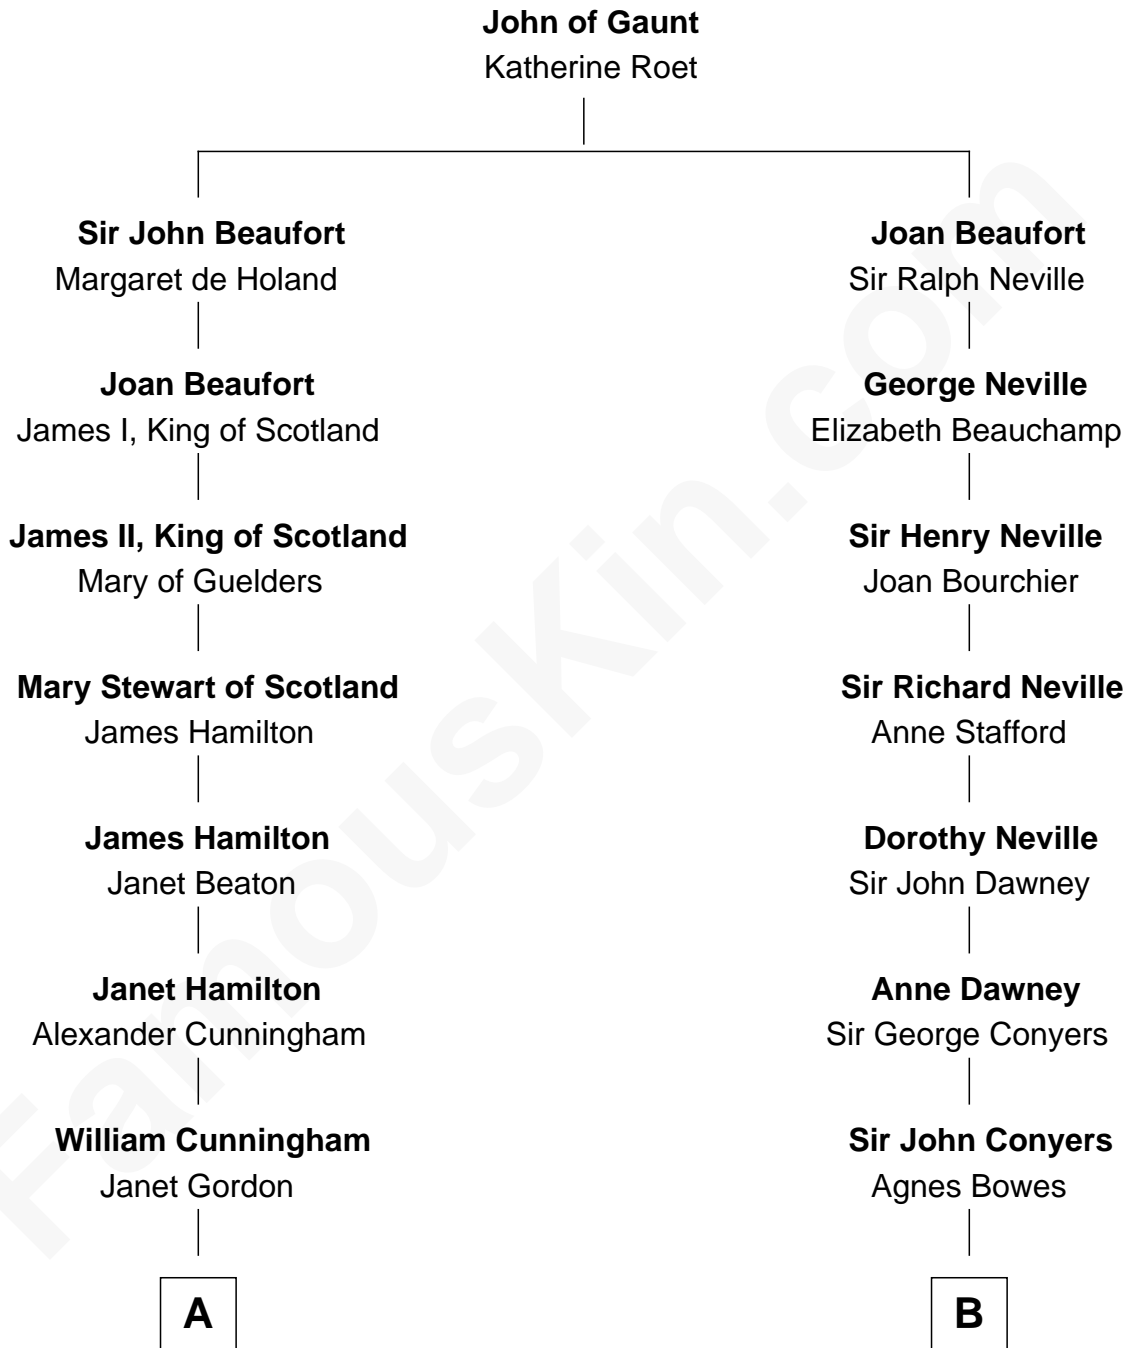 John of Gaunt
Katherine Roet
Sir John Beaufort
Margaret de Holand
Joan Beaufort
James I, King of Scotland
James II, King of Scotland
Mary of Guelders
Mary Stewart of Scotland
James Hamilton
James Hamilton
Janet Beaton
Janet Hamilton
Alexander Cunningham
William Cunningham
Janet Gordon
A
Joan Beaufort
Sir Ralph Neville
George Neville
Elizabeth Beauchamp
Sir Henry Neville
Joan Bourchier
Sir Richard Neville
Anne Stafford
Dorothy Neville
Sir John Dawney
Anne Dawney
Sir George Conyers
Sir John Conyers
Agnes Bowes
B
FamousKin.com